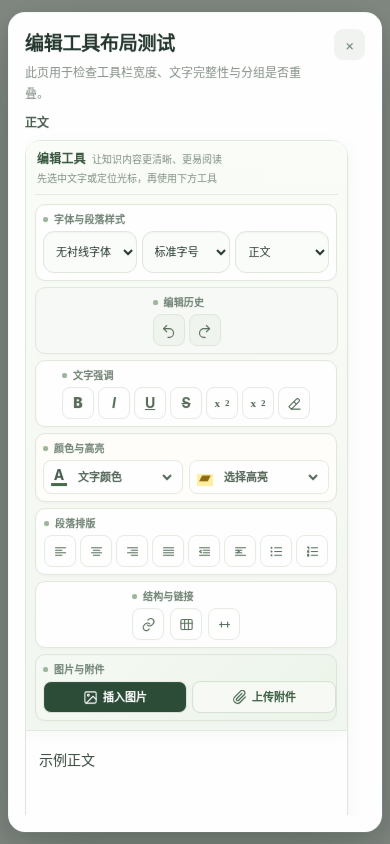 编辑工具布局测试
×
此页用于检查工具栏宽度、文字完整性与分组是否重
叠。
正文
编辑工具 让知识内容更清晰、更易阅读
先选中文字或定位光标，再使用下方工具
字体与段落样式
无衬线字体 标准字号 正文
编辑历史
文字强调
B I U S x 2 x 2
颜色与高亮
A 文字颜色 选择高亮
段落排版
结构与链接
图片与附件
插入图片 上传附件
示例正文